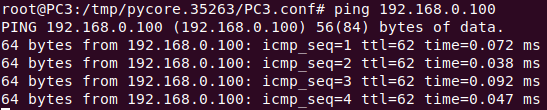 root@PC3:/tmp/pycore.35263/PC3.conf# ping 192.168.0.100
PING 192.168.0.100 (192.168.0.100) 56(84) bytes of data.
64 bytes from 192.168.0.100: icmp_seq=1 ttl=62 time=0.072 ms
64 bytes from 192.168.0.100: icmp_seq=2 ttl=62 time=0.038 ms
64 bytes from 192.168.0.100: icmp_seq=3 ttl=62 time=0.092 ms
64 bytes from 192.168.0.100: icmp_seq=4 ttl=62 time=0.047 ms